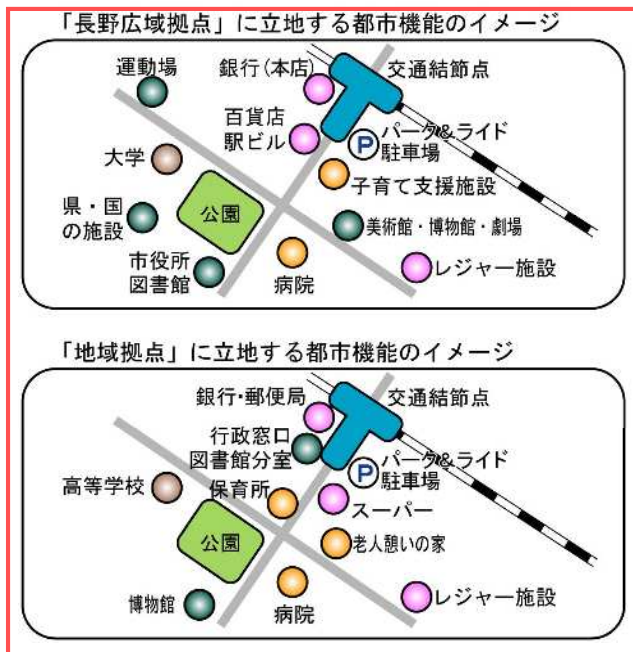 「長野広域拠点」に立地する都市機能のイメージ
運動場
銀行(本店)
交通結節点
百貨店
駅ビル
P
パーク&ライド
駐車場
大学
子育て支援施設
県・国
の施設
公園
美術館・博物館・劇場
市役所
図書館
病院
レジャー施設
「地域拠点」に立地する都市機能のイメージ
銀行・郵便局
交通結節点
行政窓口
図書館分室
P
パーク&ライド
駐車場
高等学校
保育所
スーパー
公園
老人憩いの家
博物館
病院
レジャー施設